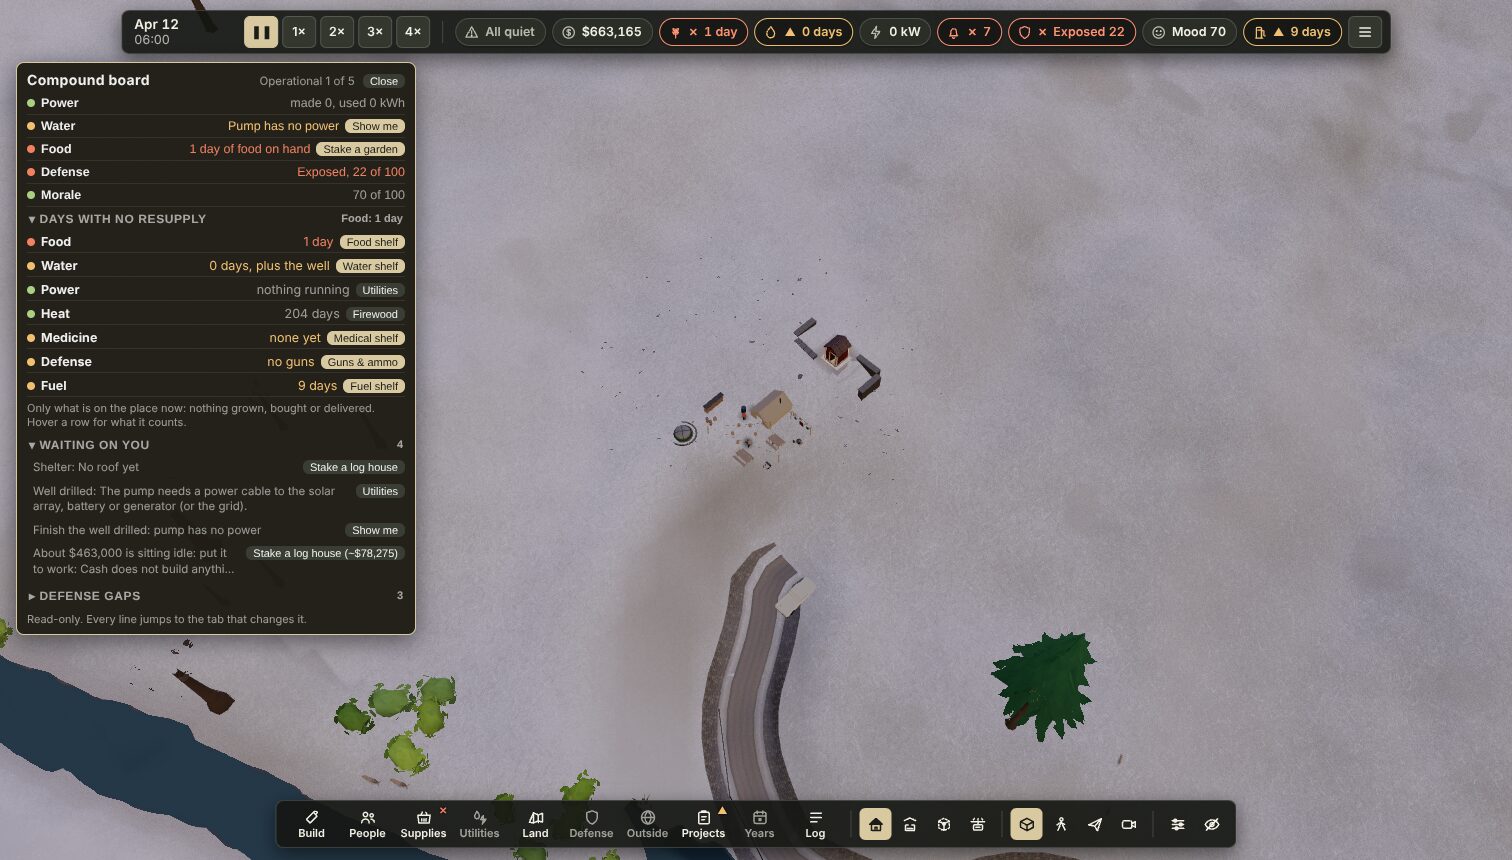 Apr 12
06:00
1×
2×
3×
4×
All quiet
$663,165
× 1 day
0 days
0 kW
× 7
× Exposed 22
Mood 70
9 days
Compound board
Operational 1 of 5
Close
Power
made 0, used 0 kWh
Water
Pump has no power
Show me
Food
1 day of food on hand
Stake a garden
Defense
Exposed, 22 of 100
Morale
70 of 100
DAYS WITH NO RESUPPLY
Food: 1 day
Food
1 day
Food shelf
Water
0 days, plus the well
Water shelf
Power
nothing running
Utilities
Heat
204 days
Firewood
Medicine
none yet
Medical shelf
Defense
no guns
Guns & ammo
Fuel
9 days
Fuel shelf
Only what is on the place now: nothing grown, bought or delivered.
Hover a row for what it counts.
WAITING ON YOU
4
Shelter: No roof yet
Stake a log house
Well drilled: The pump needs a power cable to the solar
array, battery or generator (or the grid).
Utilities
Finish the well drilled: pump has no power
Show me
About $463,000 is sitting idle: put it
to work: Cash does not build anythi...
Stake a log house (~$78,275)
DEFENSE GAPS
3
Read-only. Every line jumps to the tab that changes it.
Build
People
Supplies
Utilities
Land
Defense
Outside
Projects
Years
Log